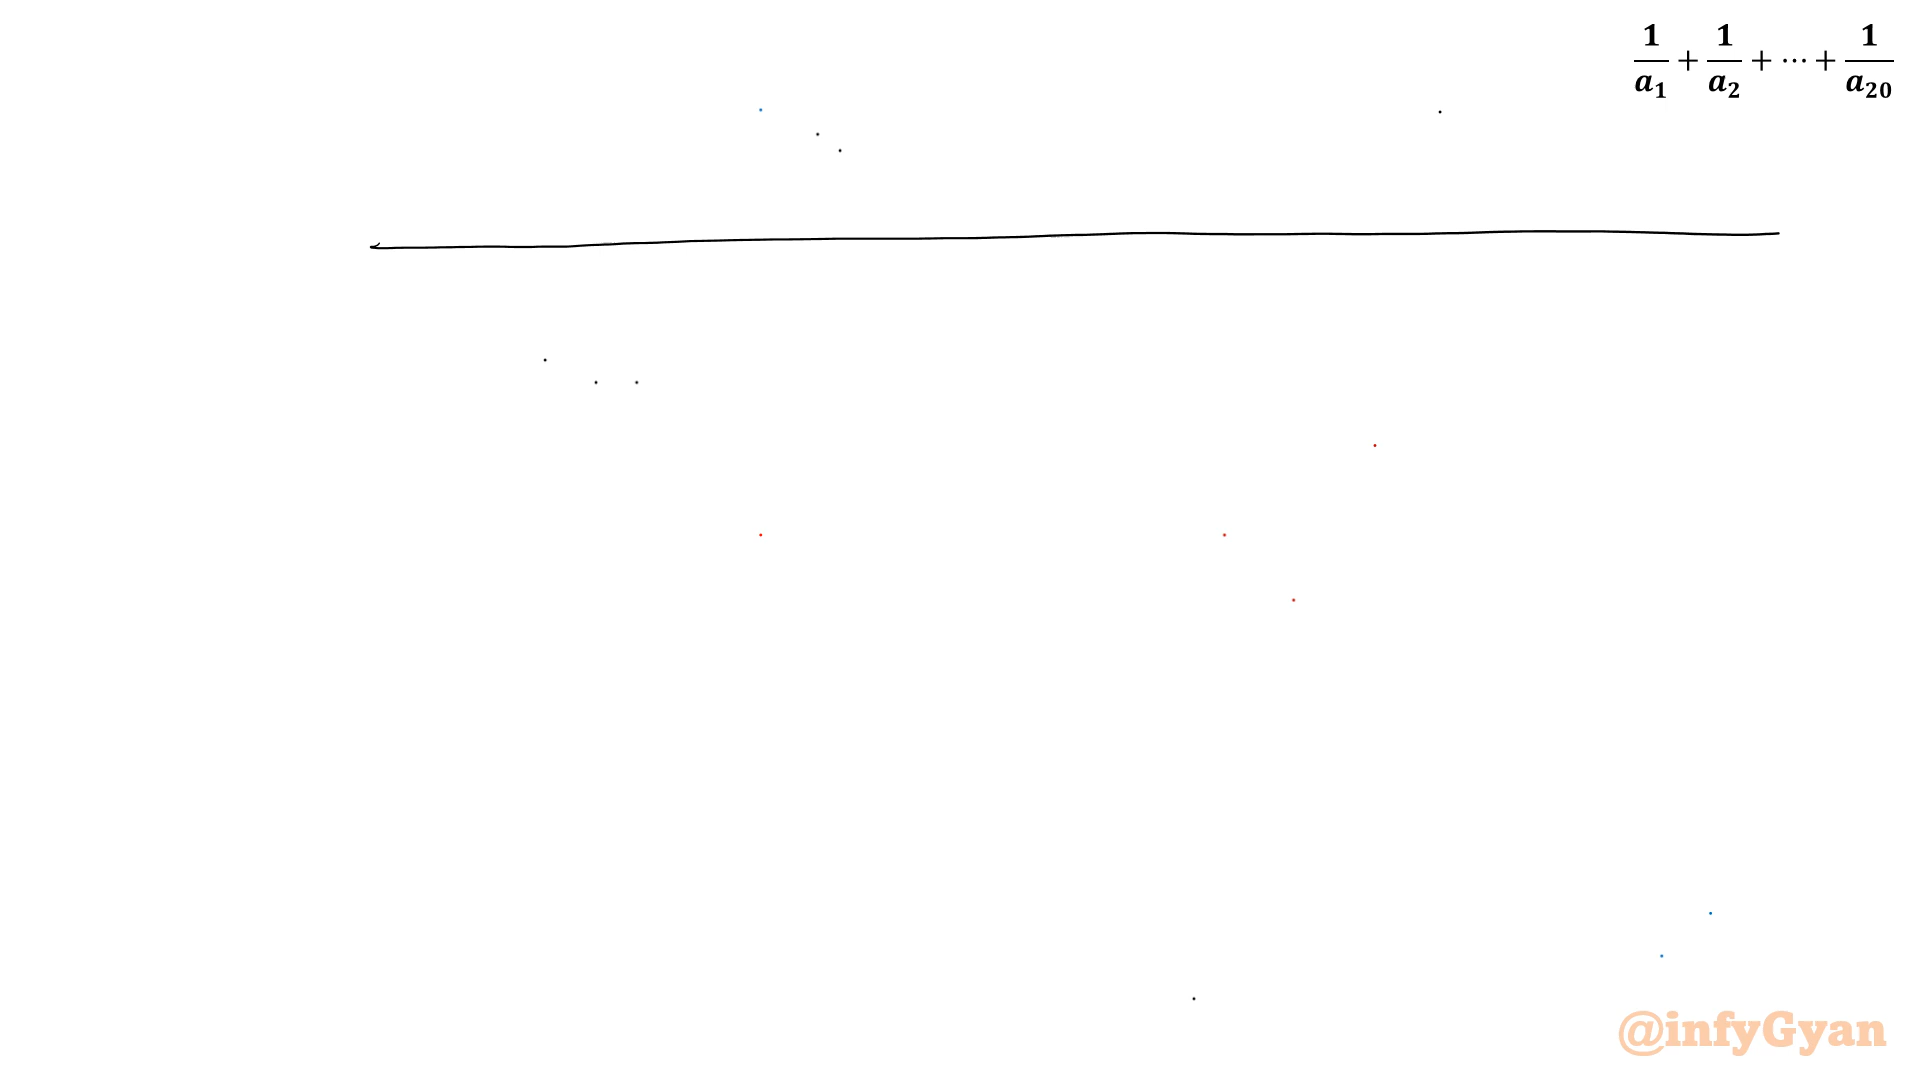 1/a₁ + 1/a₂ + ⋯ + 1/a₂₀
@infyGyan